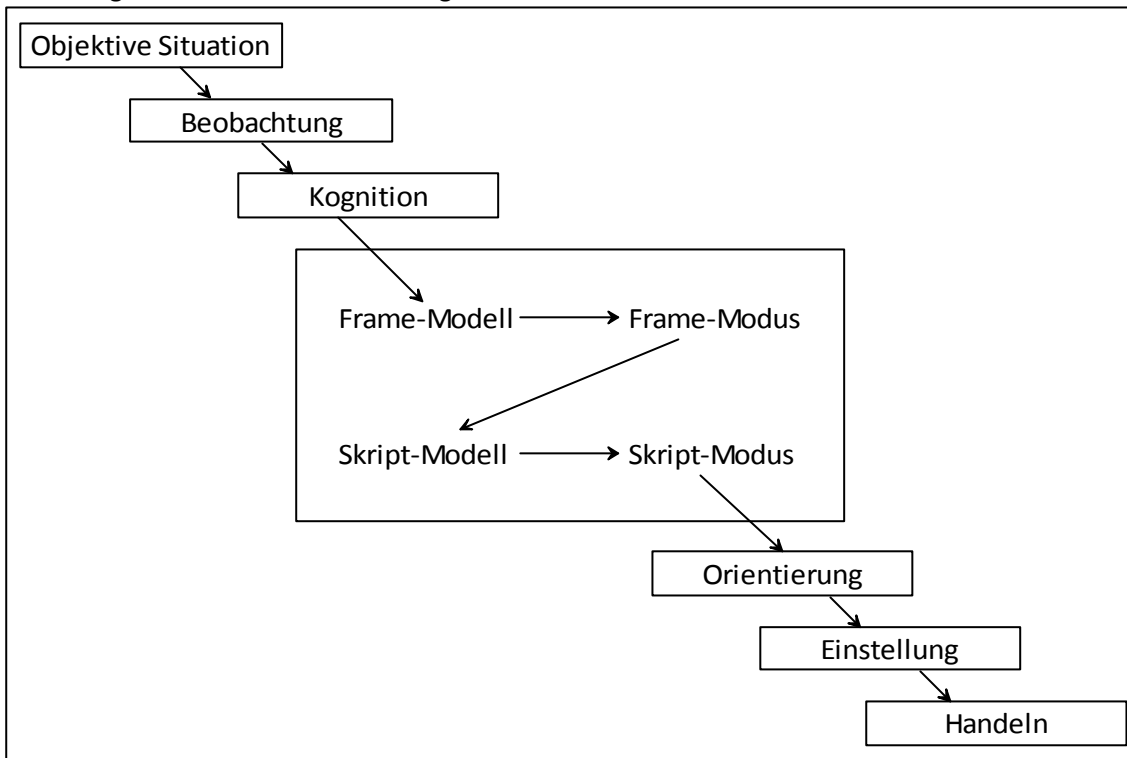 Objektive Situation
Beobachtung
Kognition
Frame-Modell Frame-Modus
Skript-Modell Skript-Modus
Orientierung
Einstellung
Handeln